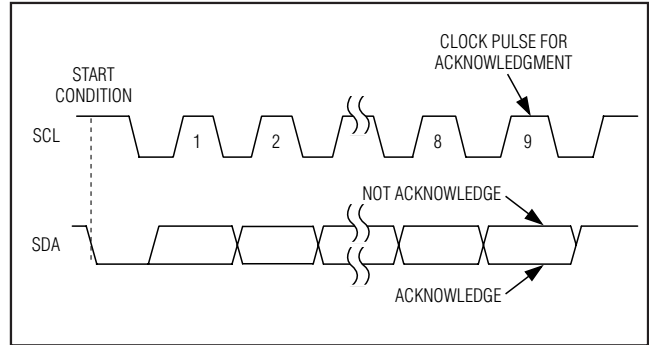 CLOCK PULSE FOR
ACKNOWLEDGMENT
START
CONDITION
SCL
1
2
8
9
NOT ACKNOWLEDGE
SDA
ACKNOWLEDGE